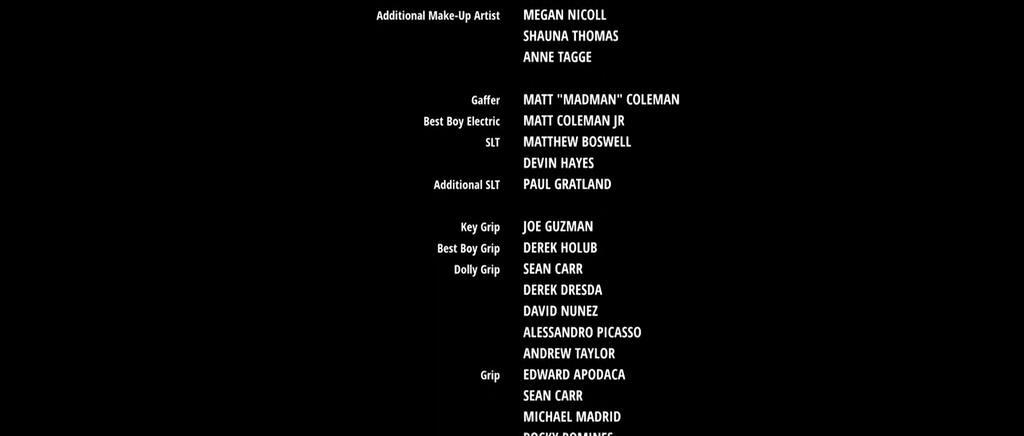 Additional Make-Up Artist MEGAN NICOLL
SHAUNA THOMAS
ANNE TAGGE
Gaffer MATT "MADMAN" COLEMAN
Best Boy Electric MATT COLEMAN JR
SLT MATTHEW BOSWELL
DEVIN HAYES
Additional SLT PAUL GRATLAND
Key Grip JOE GUZMAN
Best Boy Grip DEREK HOLUB
Dolly Grip SEAN CARR
DEREK DRESDA
DAVID NUNEZ
ALESSANDRO PICASSO
ANDREW TAYLOR
Grip EDWARD APODACA
SEAN CARR
MICHAEL MADRID